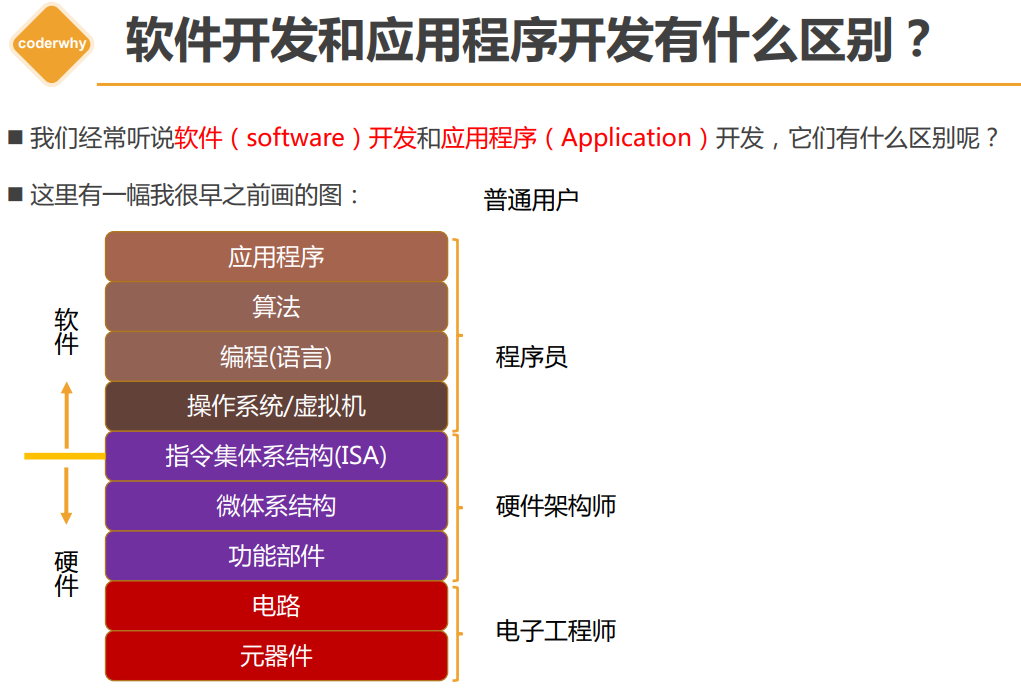 coderwhy
软件开发和应用程序开发有什么区别？
■ 我们经常听说软件（software）开发和应用程序（Application）开发，它们有什么区别呢？
■ 这里有一幅我很早之前画的图：
普通用户
应用程序
算法
编程(语言)
操作系统/虚拟机
指令集体系结构(ISA)
微体系结构
功能部件
电路
元器件
软件
硬件
程序员
硬件架构师
电子工程师